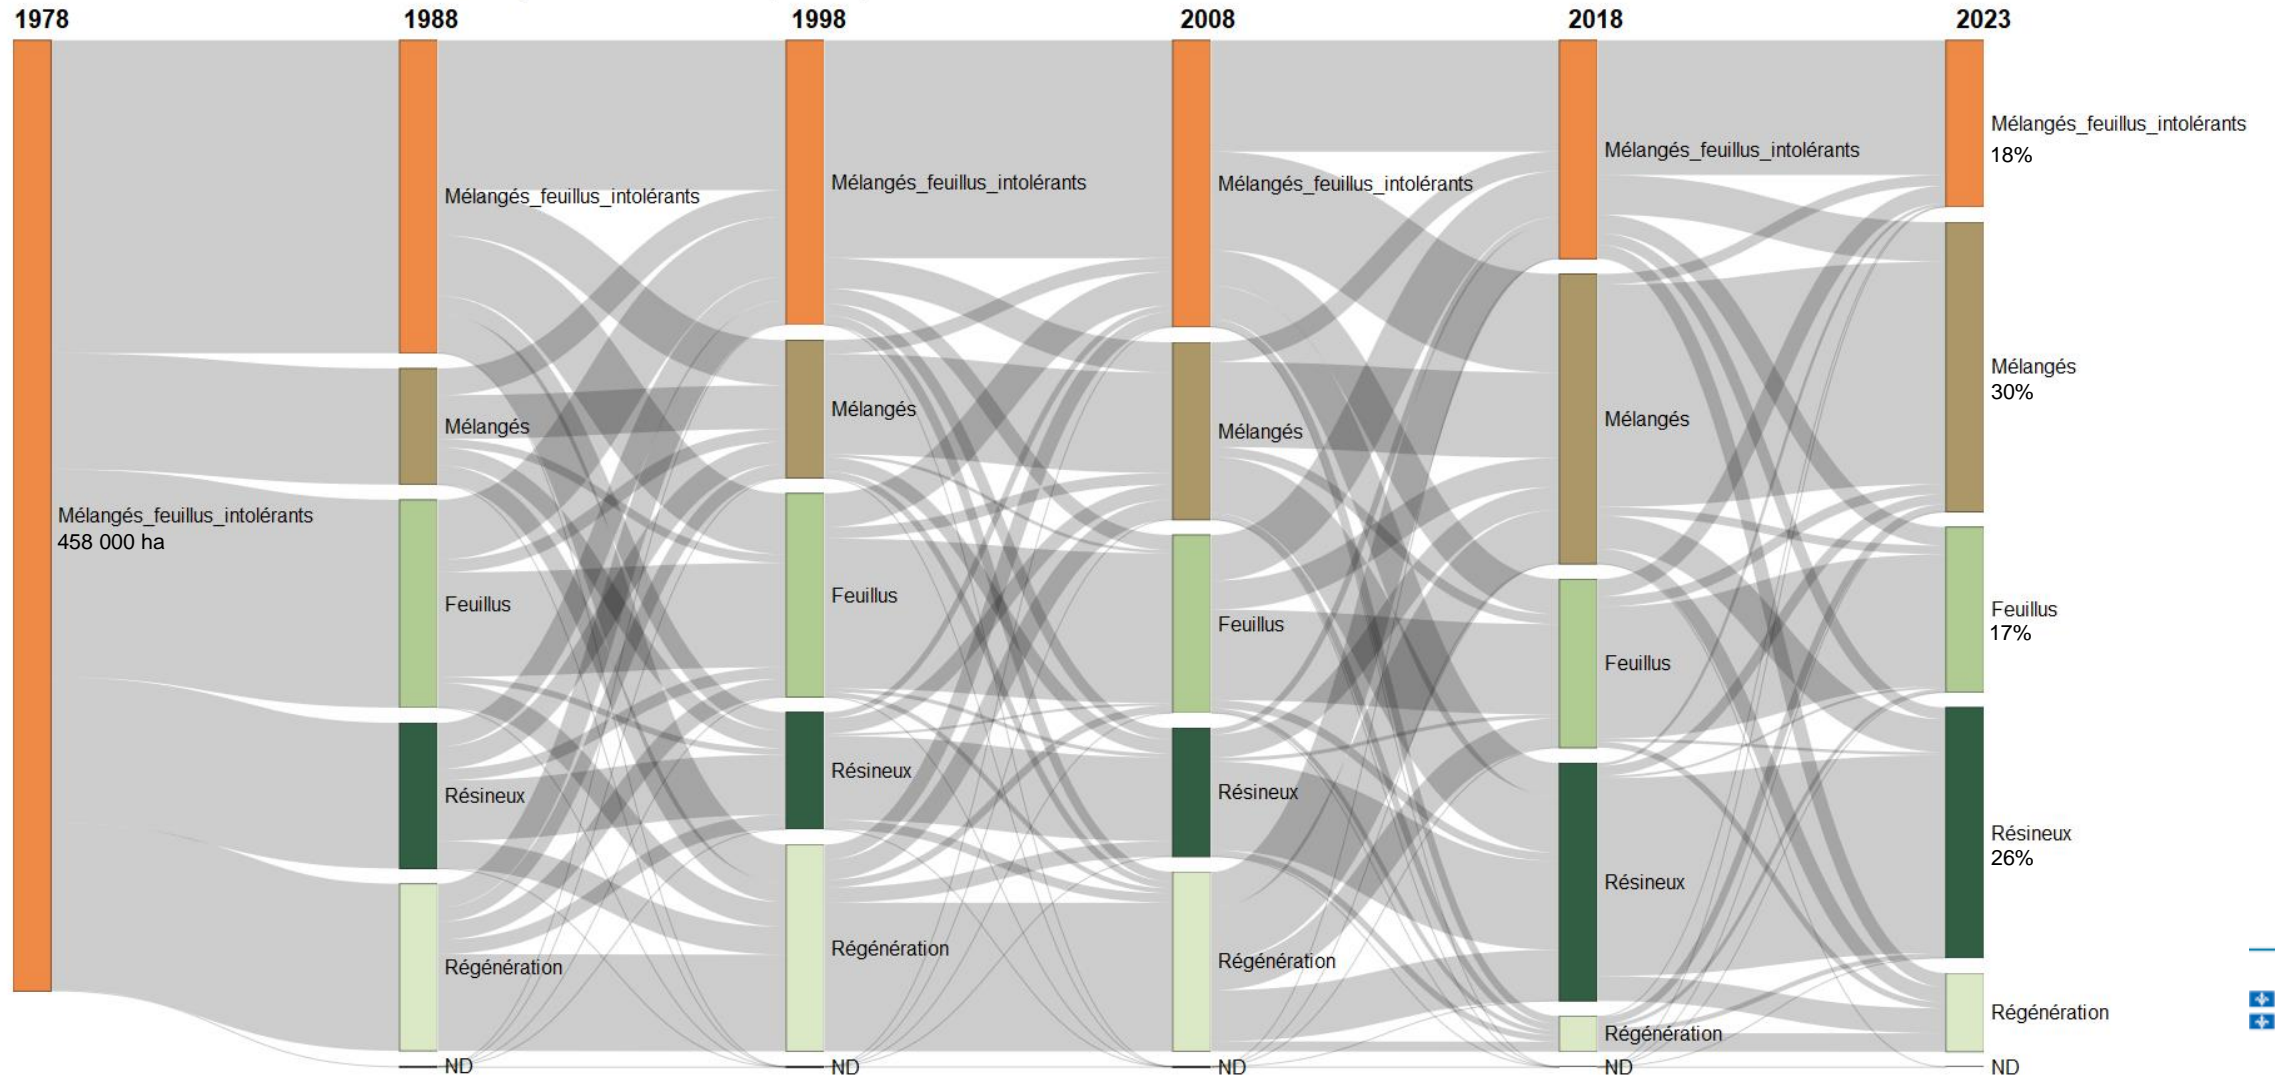 1978
1988
1998
2008
2018
2023
Mélangés_feuillus_intolérants
458 000 ha
Mélangés_feuillus_intolérants
Mélangés
Feuillus
Résineux
Régénération
ND
Mélangés_feuillus_intolérants
Mélangés
Feuillus
Résineux
Régénération
ND
Mélangés_feuillus_intolérants
Mélangés
Feuillus
Résineux
Régénération
ND
Mélangés_feuillus_intolérants
Mélangés
Feuillus
Résineux
Régénération
ND
Mélangés_feuillus_intolérants
18%
Mélangés
30%
Feuillus
17%
Résineux
26%
Régénération
ND